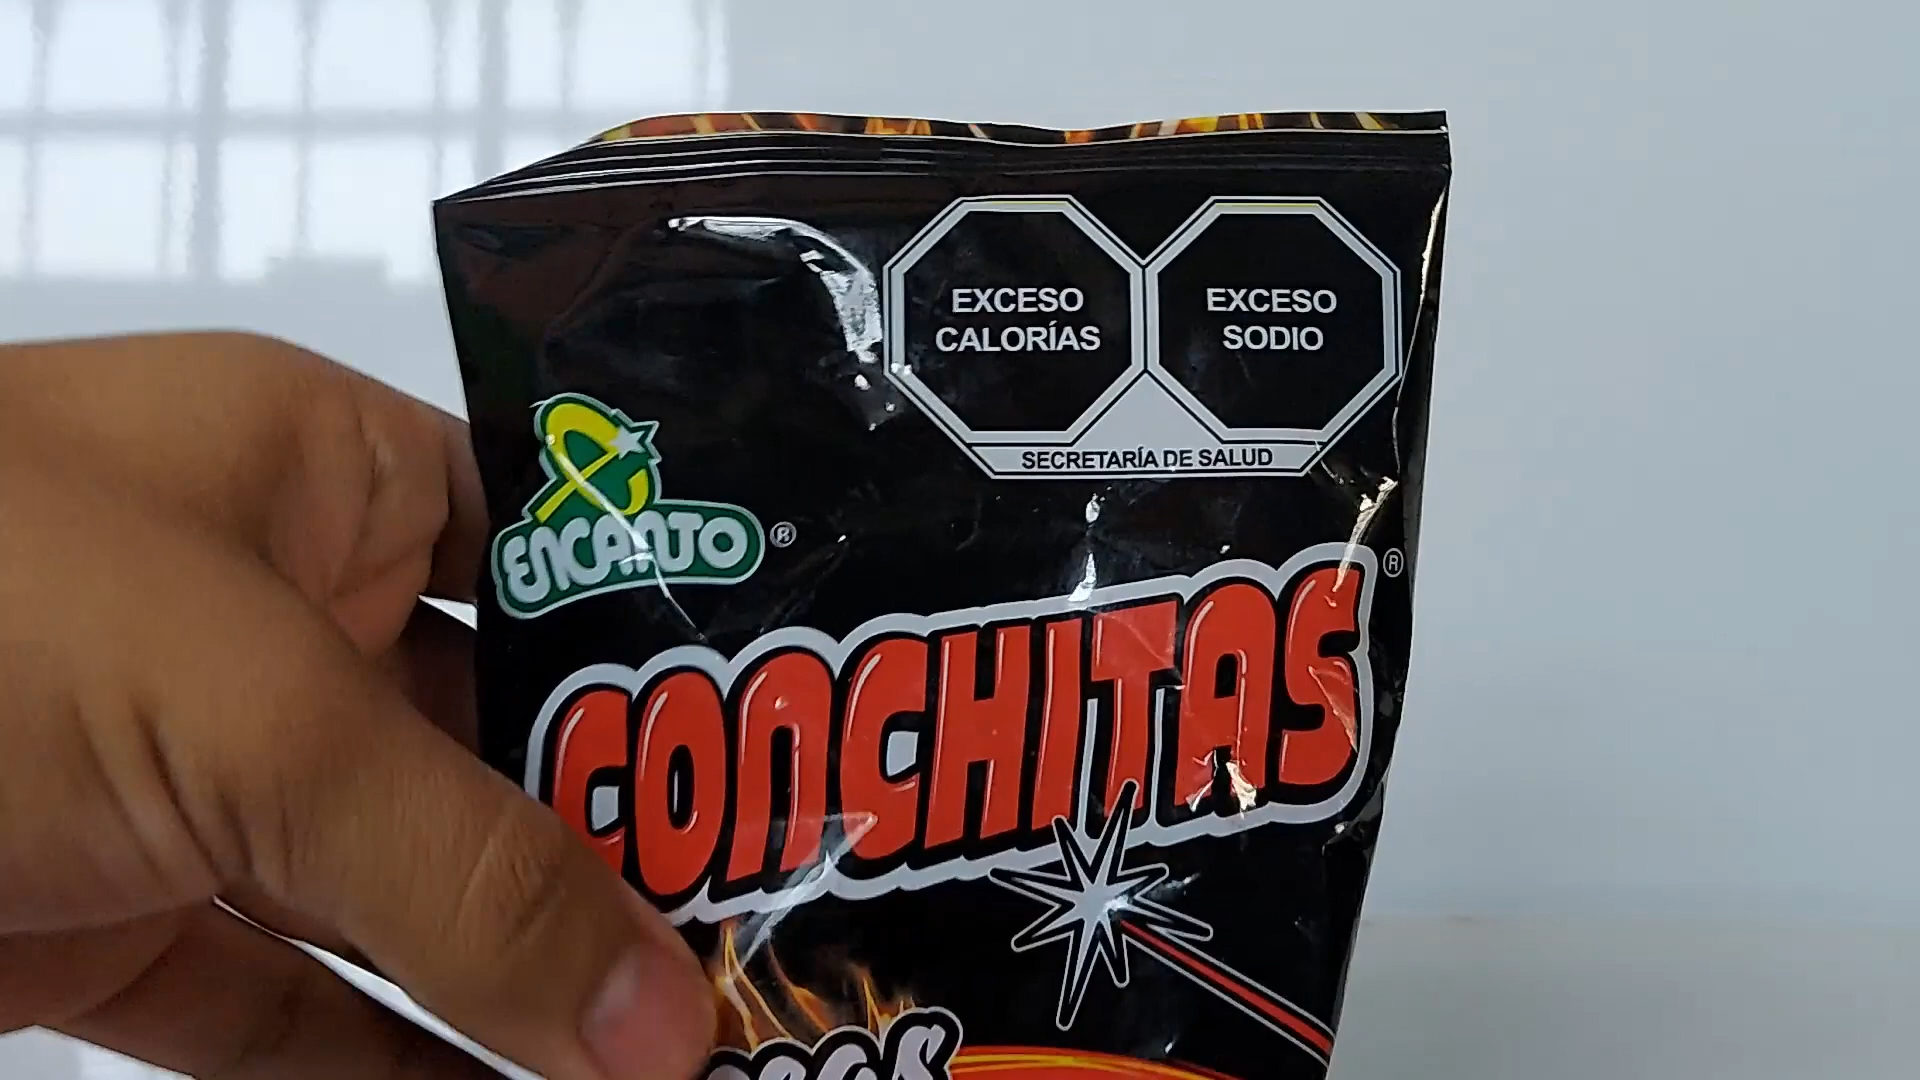 EXCESO
CALORÍAS
EXCESO
SODIO
SECRETARÍA DE SALUD
ENCANTO ®
CONCHITAS ®